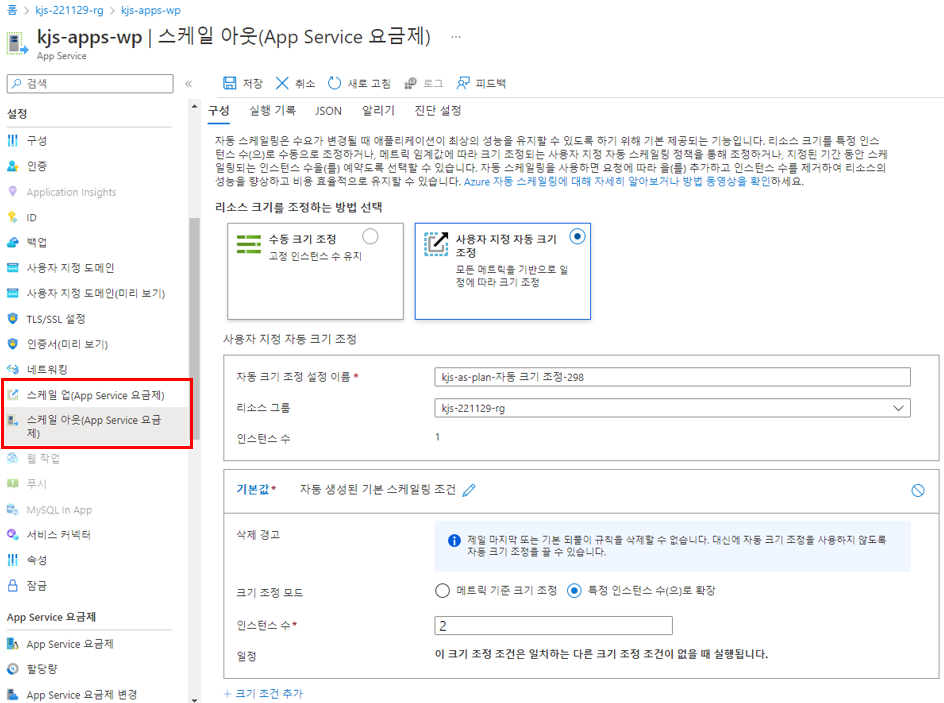 홈 > kjs-221129-rg > kjs-apps-wp
kjs-apps-wp | 스케일 아웃(App Service 요금제) ...
App Service
검색
«
설정
구성
인증
Application Insights
ID
백업
사용자 지정 도메인
사용자 지정 도메인(미리 보기)
TLS/SSL 설정
인증서(미리 보기)
네트워킹
스케일 업(App Service 요금제)
스케일 아웃(App Service 요금
제)
웹 작업
푸시
MySQL In App
서비스 커넥터
속성
잠금
App Service 요금제
App Service 요금제
할당량
App Service 요금제 변경
저장 취소 새로 고침 로그 피드백
구성 실행 기록 JSON 알리기 진단 설정
자동 스케일링은 수요가 변경될 때 애플리케이션이 최상의 성능을 유지할 수 있도록 하기 위해 기본 제공되는 기능입니다. 리소스 크기를 특정 인스
턴스 수(으)로 수동으로 조정하거나, 메트릭 임계값에 따라 크기 조정되는 사용자 지정 자동 스케일링 정책을 통해 조정하거나, 지정된 기간 동안 스케
일링되는 인스턴스 수을(를) 예약도록 선택할 수 있습니다. 자동 스케일링을 사용하면 요청에 따라 을(를) 추가하고 인스턴스 수를 제거하여 리소스의
성능을 향상하고 비용 효율적으로 유지할 수 있습니다. Azure 자동 스케일링에 대해 자세히 알아보거나 방법 동영상을 확인하세요.
리소스 크기를 조정하는 방법 선택
수동 크기 조정
고정 인스턴스 수 유지
사용자 지정 자동 크기
조정
모든 메트릭을 기반으로 일
정에 따라 크기 조정
사용자 지정 자동 크기 조정
자동 크기 조정 설정 이름* kjs-as-plan-자동 크기 조정-298
리소스 그룹 kjs-221129-rg
인스턴스 수 1
기본값* 자동 생성된 기본 스케일링 조건
삭제 경고
제일 마지막 또는 기본 되풀이 규칙을 삭제할 수 없습니다. 대신에 자동 크기 조정을 사용하지 않도록
자동 크기 조정을 끌 수 있습니다.
크기 조정 모드 메트릭 기준 크기 조정 특정 인스턴스 수(으)로 확장
인스턴스 수* 2
일정 이 크기 조정 조건은 일치하는 다른 크기 조정 조건이 없을 때 실행됩니다.
+ 크기 조건 추가